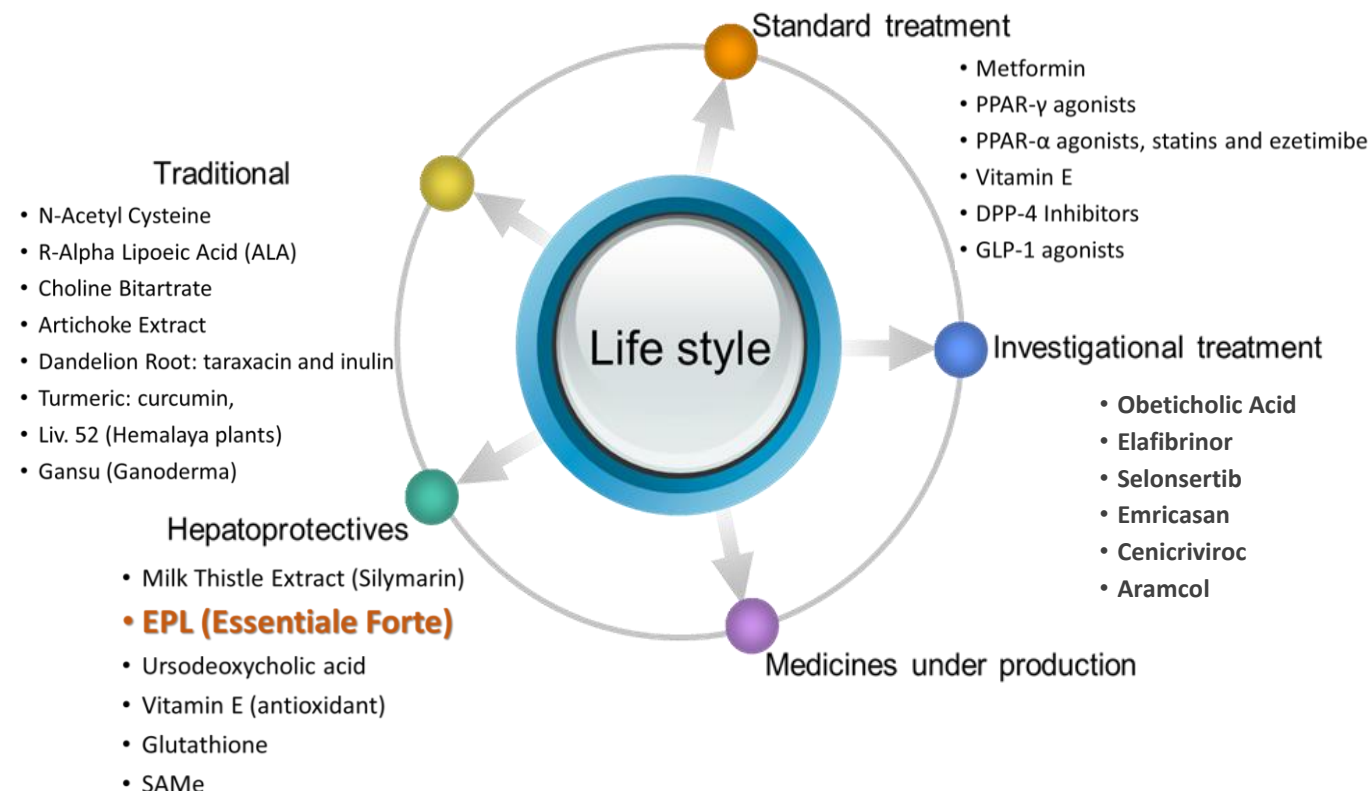 Standard treatment
• Metformin
• PPAR-γ agonists
• PPAR-α agonists, statins and ezetimibe
• Vitamin E
• DPP-4 Inhibitors
• GLP-1 agonists
Traditional
• N-Acetyl Cysteine
• R-Alpha Lipoeic Acid (ALA)
• Choline Bitartrate
• Artichoke Extract
• Dandelion Root: taraxacin and inulin
• Turmeric: curcumin,
• Liv. 52 (Hemalaya plants)
• Gansu (Ganoderma)
Life style
Investigational treatment
• Obeticholic Acid
• Elafibrinor
• Selonsertib
• Emricasan
• Cenicriviroc
• Aramcol
Hepatoprotectives
• Milk Thistle Extract (Silymarin)
• EPL (Essentiale Forte)
• Ursodeoxycholic acid
• Vitamin E (antioxidant)
• Glutathione
• SAMe
Medicines under production